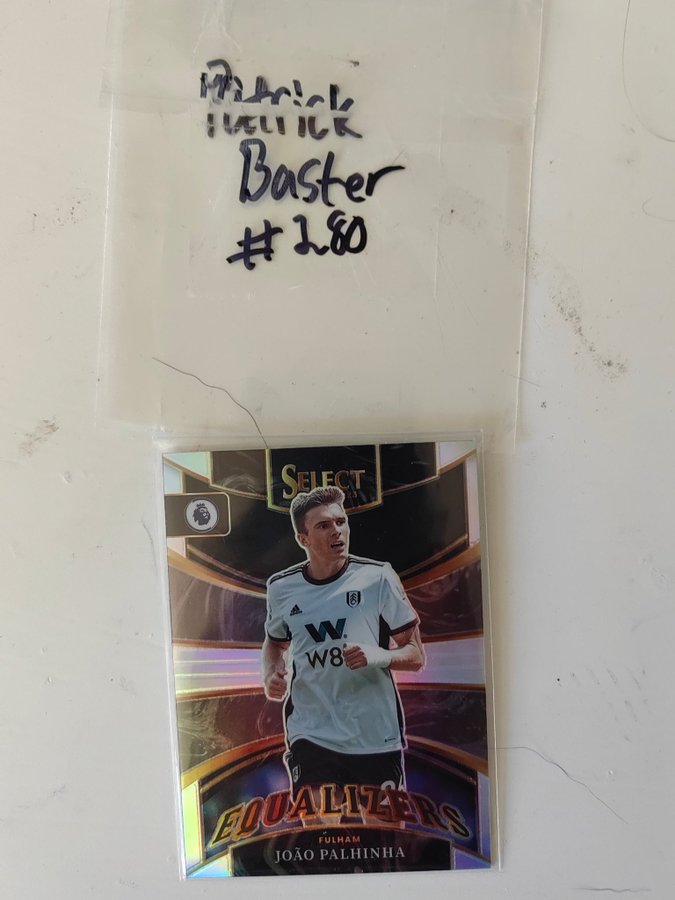 Patrick
Baster
#280
SELECT
W
W8
EQUALIZERS
FULHAM
JOÃO PALHINHA